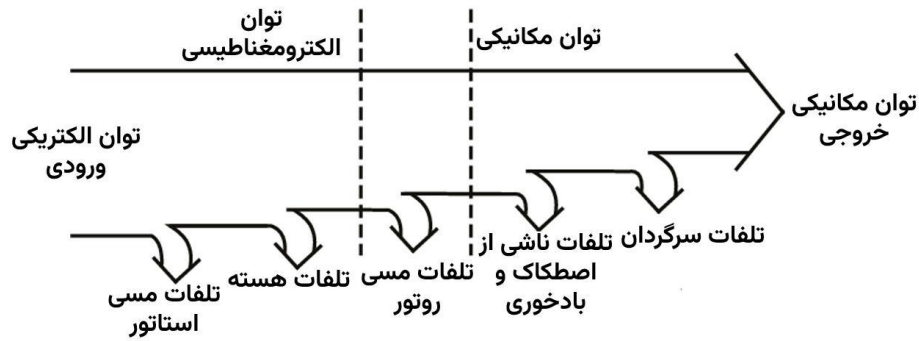 توان
الکترومغناطیسی
توان مکانیکی
توان مکانیکی
خروجی
توان الکتریکی
ورودی
تلفات مسی
استاتور
تلفات هسته
تلفات مسی
روتور
تلفات ناشی از
اصطکاک و
بادخوری
تلفات سرگردان